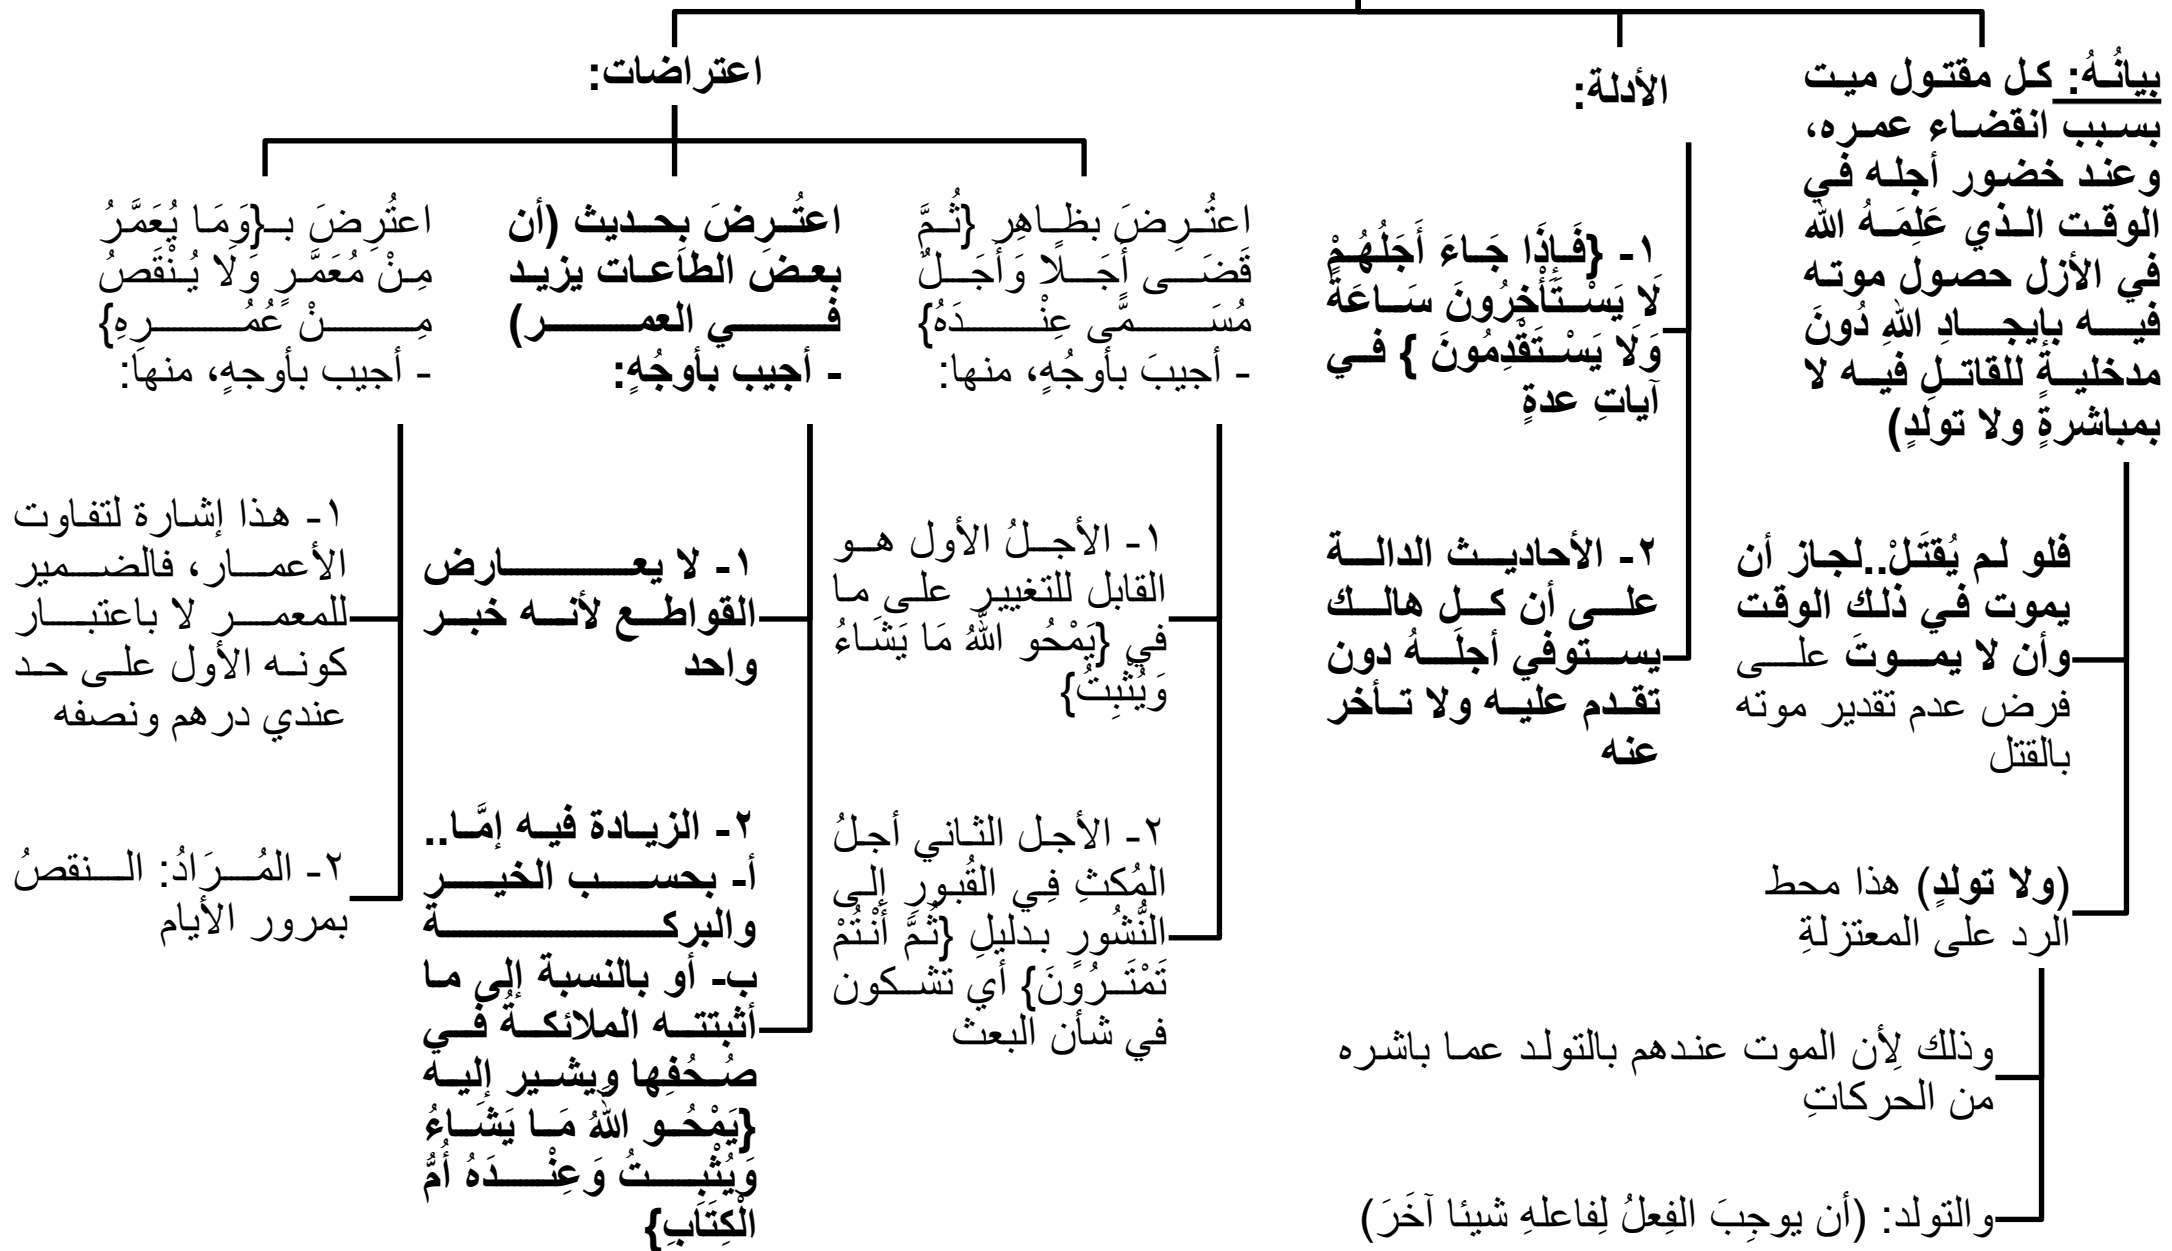 بيانُهُ: كل مقتول ميت
بسبب انقضاء عمره،
وعند خضور أجله في
الوقت الذي عَلِمَهُ الله
في الأزل حصول موته
فيه بإيجادِ اللهِ دُونَ
مدخليةٍ للقاتلِ فيه لا
بمباشرةٍ ولا تولدٍ)
فلو لم يُقتَلْ..لجاز أن
يموت في ذلك الوقت
وأن لا يموتَ على
فرض عدم تقدير موته
بالقتل
(ولا تولدٍ) هذا محط
الرد على المعتزلةِ
وذلك لِأن الموت عندهم بالتولد عما باشره
من الحركاتِ
والتولد: (أن يوجِبَ الفِعلُ لِفاعلهِ شيئا آخَرَ)
الأدلة:
١- {فَإِذَا جَاءَ أَجَلُهُمْ
لَا يَسْتَأْخِرُونَ سَاعَةً
وَلَا يَسْتَقْدِمُونَ } في
آياتِ عدةٍ
٢- الأحاديث الدالة
على أن كل هالك
يستوفي أجلَهُ دون
تقدم عليه ولا تأخر
عنه
اعتراضات:
اعتُرِضَ بظاهِرِ {ثُمَّ
قَضَى أَجَلًا وَأَجَلٌ
مُسَمًّى عِنْدَهُ}
- أجيبَ بأوجُهٍ، منها:
١- الأجلُ الأول هو
القابل للتغيير على ما
في {يَمْحُو اللَّهُ مَا يَشَاءُ
وَيُثْبِتُ}
٢- الأجل الثاني أجلُ
المُكثِ فِي القُبورِ إلى
النُّشُورِ بدليلِ {ثُمَّ أَنْتُمْ
تَمْتَرُونَ} أي تشكون
في شأن البعث
اعتُرِضَ بحديث (أن
بعضَ الطاعات يزيد
في العمر)
- أجيب بأوجُهٍ:
١- لا يعارض
القواطع لأنه خبر
واحد
٢- الزيادة فيه إمَّا..
أ- بحسب الخير
والبركة
ب- أو بالنسبة إلى ما
أثبتته الملائكةُ في
صُحُفِها ويشير إليه
{يَمْحُو اللَّهُ مَا يَشَاءُ
وَيُثْبِتُ وَعِنْدَهُ أُمُّ
الْكِتَابِ}
اعتُرِضَ بـ{وَمَا يُعَمَّرُ
مِنْ مُعَمَّرٍ وَلَا يُنْقَصُ
مِنْ عُمُرِهِ}
- أجيب بأوجهٍ، منها:
١- هذا إشارة لتفاوت
الأعمار، فالضمير
للمعمر لا باعتبار
كونه الأول على حد
عندي درهم ونصفه
٢- المُرَادُ: النقصُ
بمرور الأيام